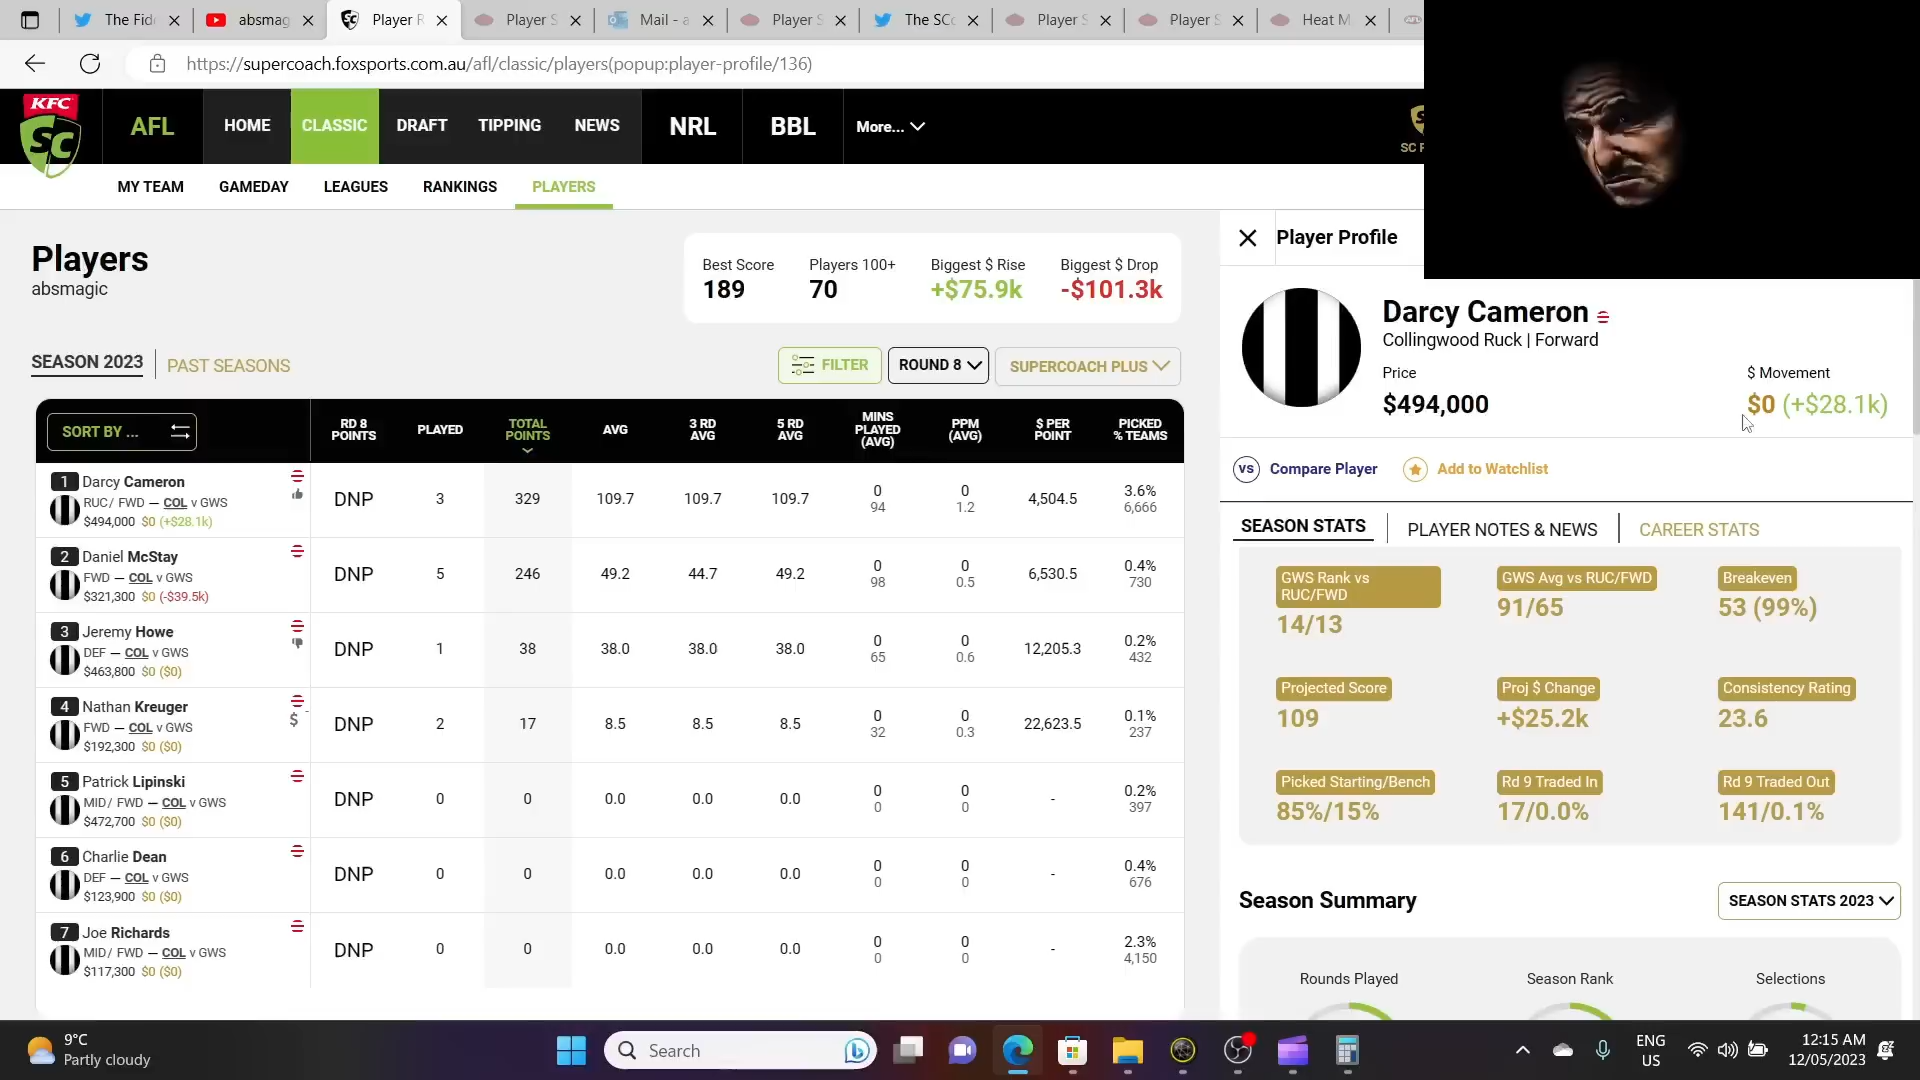 The Fid
absmag
Player R
Player S
Mail - a
Player S
The SCo
Player S
Player S
Heat M
https://supercoach.foxsports.com.au/afl/classic/players(popup:player-profile/136)
KFC
SC
AFL
HOME
CLASSIC
DRAFT
TIPPING
NEWS
NRL
BBL
More...
MY TEAM
GAMEDAY
LEAGUES
RANKINGS
PLAYERS
Players
absmagic
Best Score
189
Players 100+
70
Biggest $ Rise
+$75.9k
Biggest $ Drop
-$101.3k
SEASON 2023
PAST SEASONS
FILTER
ROUND 8
SUPERCOACH PLUS
SORT BY ...
RD 8 POINTS
PLAYED
TOTAL POINTS
AVG
3 RD AVG
5 RD AVG
MINS PLAYED (AVG)
PPM (AVG)
$ PER POINT
PICKED % TEAMS
1 Darcy Cameron
RUC/ FWD — COL v GWS
$494,000 $0 (+$28.1k)
DNP 3 329 109.7 109.7 109.7 0 0 4,504.5 3.6%
94 1.2 6,666
2 Daniel McStay
FWD — COL v GWS
$321,300 $0 (-$39.5k)
DNP 5 246 49.2 44.7 49.2 0 0 6,530.5 0.4%
98 0.5 730
3 Jeremy Howe
DEF — COL v GWS
$463,800 $0 ($0)
DNP 1 38 38.0 38.0 38.0 0 0 12,205.3 0.2%
65 0.6 432
4 Nathan Kreuger
$
FWD — COL v GWS
$192,300 $0 ($0)
DNP 2 17 8.5 8.5 8.5 0 0 22,623.5 0.1%
32 0.3 237
5 Patrick Lipinski
MID/ FWD — COL v GWS
$472,700 $0 ($0)
DNP 0 0 0.0 0.0 0.0 0 0 - 0.2%
0 0 397
6 Charlie Dean
DEF — COL v GWS
$123,900 $0 ($0)
DNP 0 0 0.0 0.0 0.0 0 0 - 0.4%
0 0 676
7 Joe Richards
MID/ FWD — COL v GWS
$117,300 $0 ($0)
DNP 0 0 0.0 0.0 0.0 0 0 - 2.3%
0 0 4,150
Player Profile
Darcy Cameron
Collingwood Ruck | Forward
Price
$494,000
$ Movement
$0 (+$28.1k)
VS Compare Player
Add to Watchlist
SEASON STATS
PLAYER NOTES & NEWS
CAREER STATS
GWS Rank vs RUC/FWD
14/13
GWS Avg vs RUC/FWD
91/65
Breakeven
53 (99%)
Projected Score
109
Proj $ Change
+$25.2k
Consistency Rating
23.6
Picked Starting/Bench
85%/15%
Rd 9 Traded In
17/0.0%
Rd 9 Traded Out
141/0.1%
Season Summary
SEASON STATS 2023
Rounds Played
Season Rank
Selections
9°C
Partly cloudy
Search
ENG
US
12:15 AM
12/05/2023